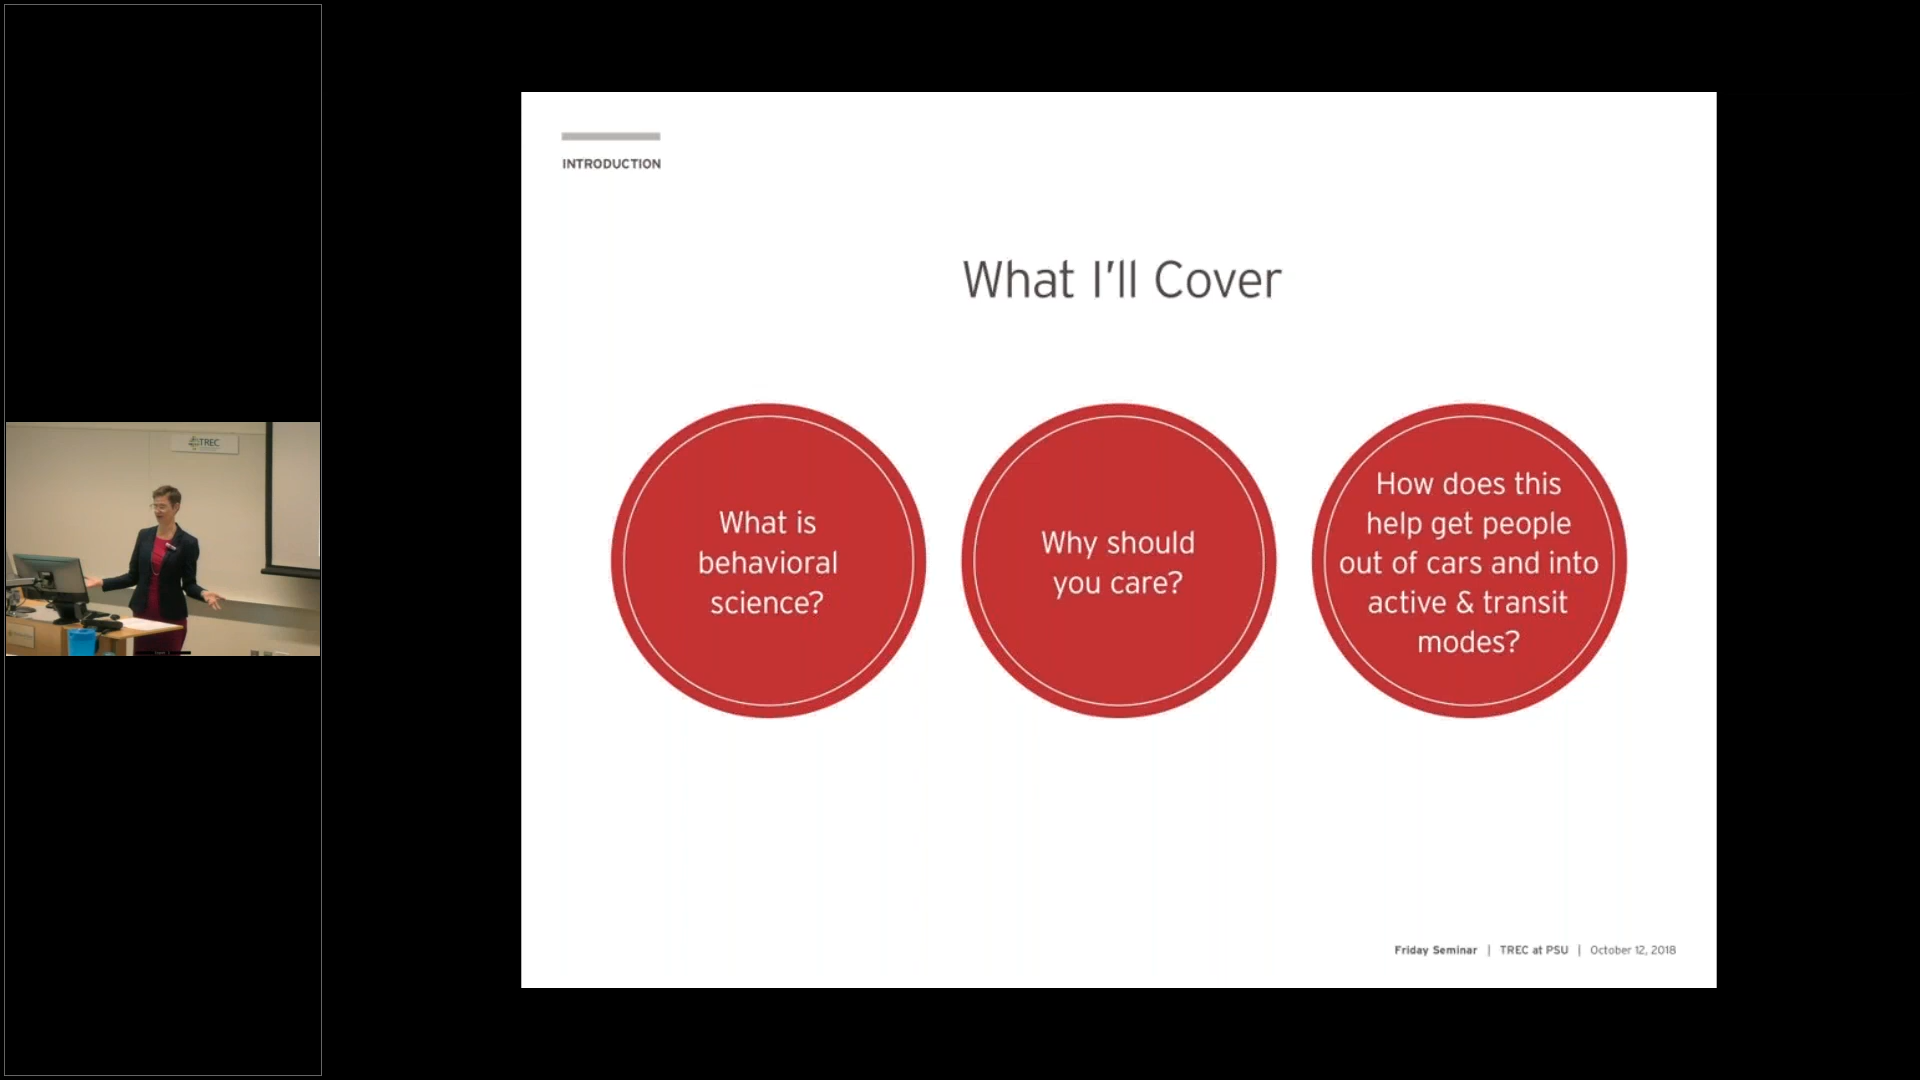 TREC
INTRODUCTION
What I'll Cover
What is
behavioral
science?
Why should
you care?
How does this
help get people
out of cars and into
active & transit
modes?
Friday Seminar | TREC at PSU | October 12, 2018